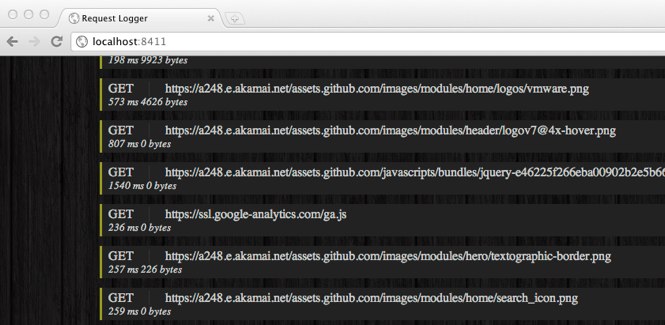 Request Logger
localhost:8411
198 ms 9923 bytes
GET https://a248.e.akamai.net/assets.github.com/images/modules/home/logos/vmware.png
573 ms 4626 bytes
GET https://a248.e.akamai.net/assets.github.com/images/modules/header/logov7@4x-hover.png
807 ms 0 bytes
GET https://a248.e.akamai.net/assets.github.com/javascripts/bundles/jquery-e46225f266eba00902b2e5b66
1540 ms 0 bytes
GET https://ssl.google-analytics.com/ga.js
236 ms 0 bytes
GET https://a248.e.akamai.net/assets.github.com/images/modules/hero/textographic-border.png
257 ms 226 bytes
GET https://a248.e.akamai.net/assets.github.com/images/modules/home/search_icon.png
259 ms 0 bytes